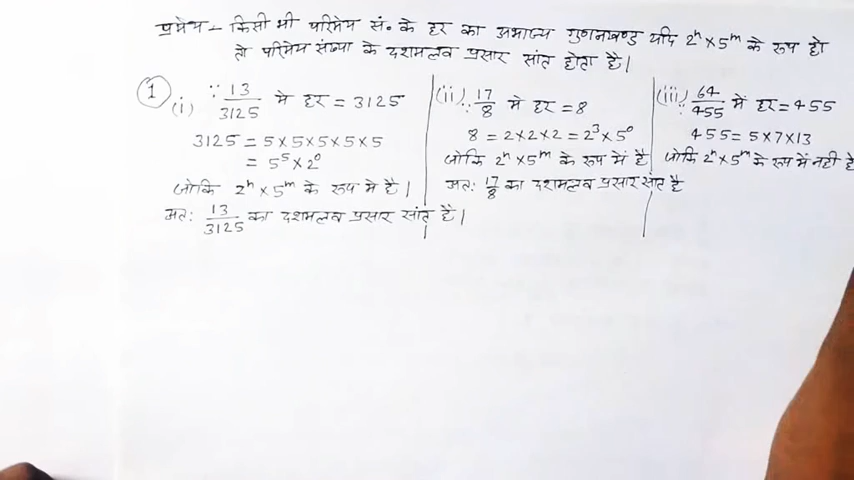 प्रमेय – किसी भी परिमेय सं॰ के हर का अभाज्य गुणनखण्ड यदि 2ⁿ×5ᵐ के रूप हो
तो परिमेय संख्या के दशमलव प्रसार सांत होता है।
① (i) ∵ 13/3125 मे हर = 3125
3125 = 5×5×5×5×5
= 5⁵×2⁰
जोकि 2ⁿ×5ᵐ के रूप मे है।
अतः 13/3125 का दशमलव प्रसार सांत है।
(ii) ∵ 17/8 मे हर = 8
8 = 2×2×2 = 2³×5⁰
जोकि 2ⁿ×5ᵐ के रूप में है
अतः 17/8 का दशमलव प्रसार सांत है
(iii) ∵ 64/455 में हर = 455
455 = 5×7×13
जोकि 2ⁿ×5ᵐ के रूप में नही है